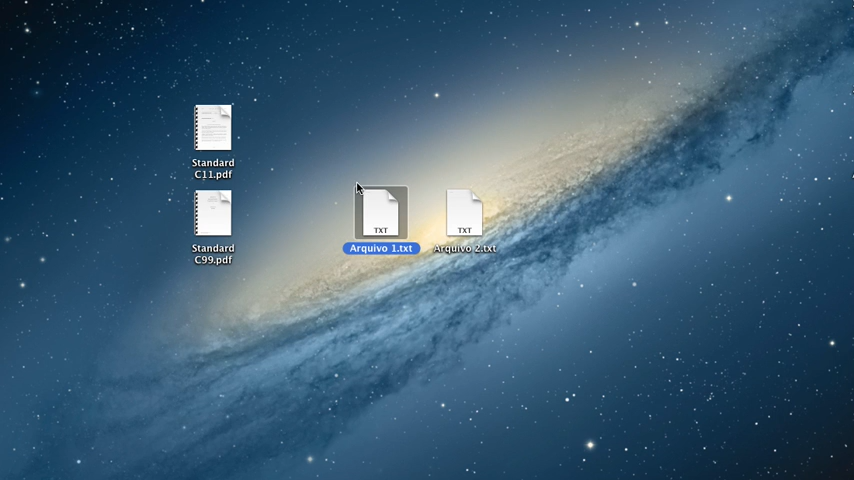 Standard
C11.pdf
Standard
C99.pdf
TXT
Arquivo 1.txt
TXT
Arquivo 2.txt